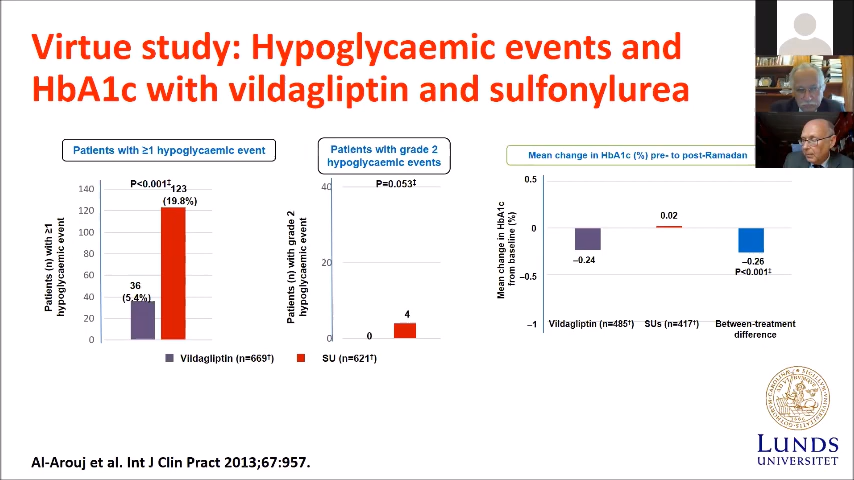 Virtue study: Hypoglycaemic events and
HbA1c with vildagliptin and sulfonylurea
Patients with ≥1 hypoglycaemic event
Patients (n) with ≥1
hypoglycaemic event
140
120
100
80
60
40
20
0
P<0.001‡
123
(19.8%)
36
(5.4%)
Patients with grade 2
hypoglycaemic events
Patients (n) with grade 2
hypoglycaemic event
40
20
0
P=0.053‡
0
4
Vildagliptin (n=669†)
SU (n=621†)
Mean change in HbA1c (%) pre- to post-Ramadan
Mean change in HbA1c
from baseline (%)
0.5
0
–0.5
–1
–0.24
0.02
–0.26
P<0.001‡
Vildagliptin (n=485†)
SUs (n=417†)
Between-treatment
difference
Al-Arouj et al. Int J Clin Pract 2013;67:957.
LUNDS
UNIVERSITET